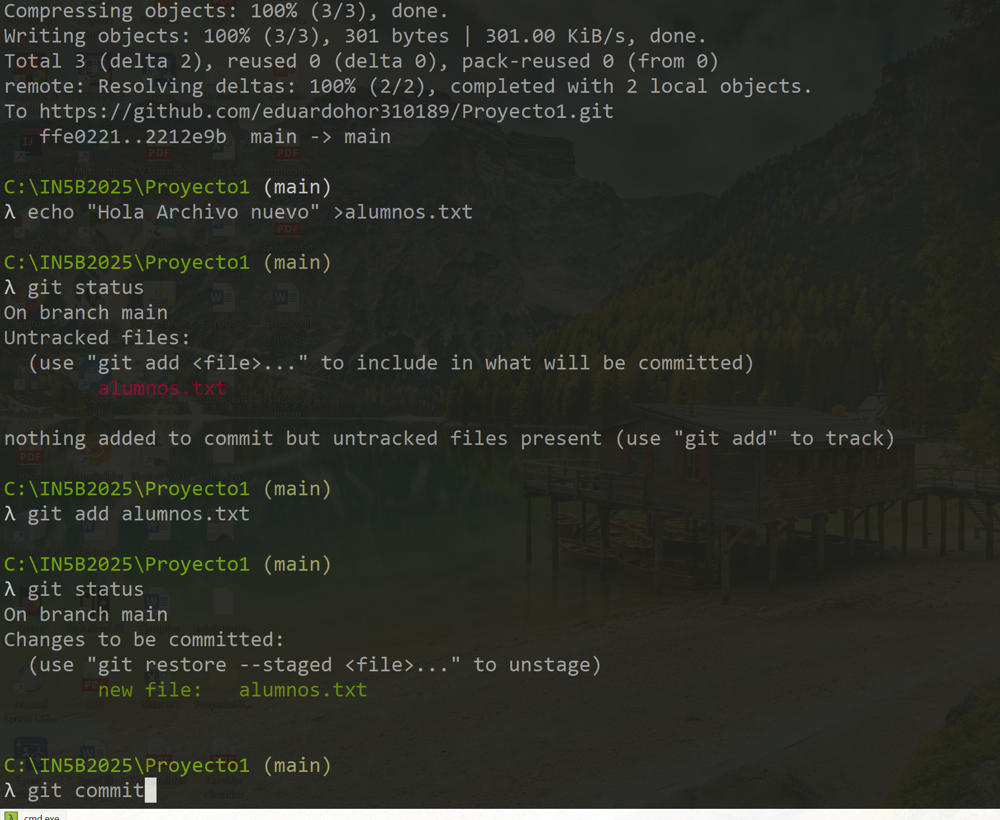 Compressing objects: 100% (3/3), done.
Writing objects: 100% (3/3), 301 bytes | 301.00 KiB/s, done.
Total 3 (delta 2), reused 0 (delta 0), pack-reused 0 (from 0)
remote: Resolving deltas: 100% (2/2), completed with 2 local objects.
To https://github.com/eduardohor310189/Proyecto1.git
   ffe0221..2212e9b  main -> main

C:\IN5B2025\Proyecto1 (main)
λ echo "Hola Archivo nuevo" >alumnos.txt

C:\IN5B2025\Proyecto1 (main)
λ git status
On branch main
Untracked files:
  (use "git add <file>..." to include in what will be committed)
        alumnos.txt

nothing added to commit but untracked files present (use "git add" to track)

C:\IN5B2025\Proyecto1 (main)
λ git add alumnos.txt

C:\IN5B2025\Proyecto1 (main)
λ git status
On branch main
Changes to be committed:
  (use "git restore --staged <file>..." to unstage)
        new file:   alumnos.txt

C:\IN5B2025\Proyecto1 (main)
λ git commit
cmd.exe